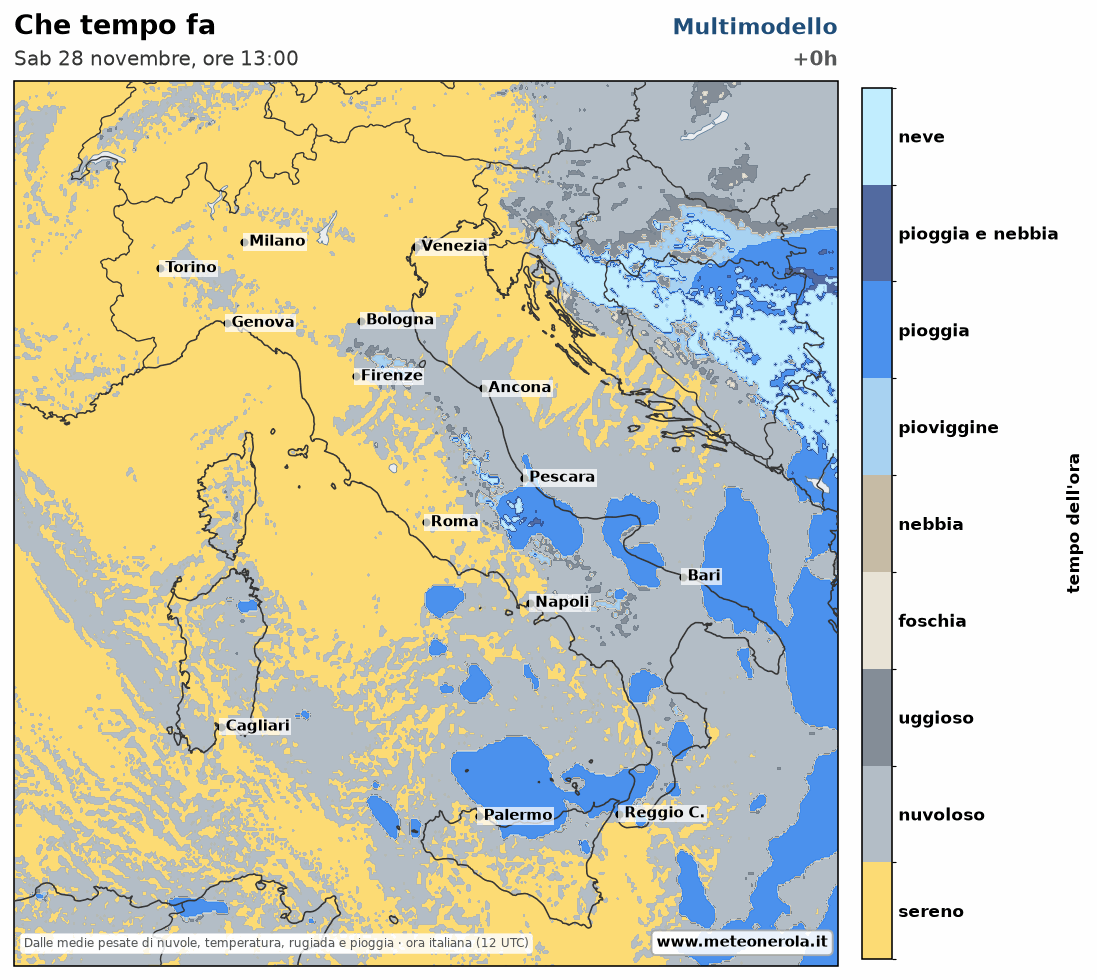 Che tempo fa
Multimodello
Sab 28 novembre, ore 13:00
+0h
neve
pioggia e nebbia
pioggia
pioviggine
nebbia
foschia
uggioso
nuvoloso
sereno
tempo dell'ora
Milano
Venezia
Torino
Genova
Bologna
Firenze
Ancona
Pescara
Roma
Bari
Napoli
Cagliari
Palermo
Reggio C.
Dalle medie pesate di nuvole, temperatura, rugiada e pioggia · ora italiana (12 UTC)
www.meteonerola.it